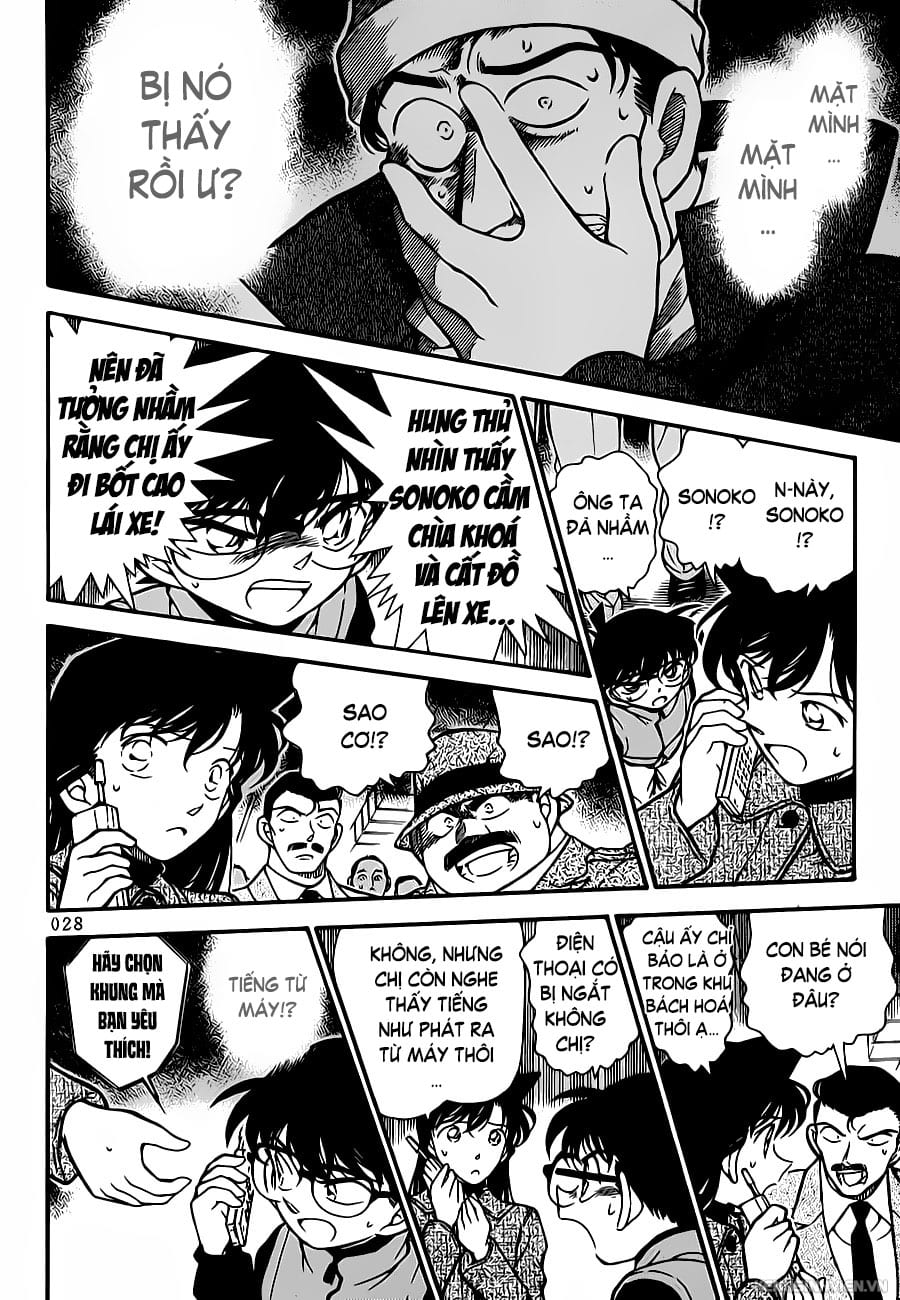 MẶT
MÌNH
...
MẶT
MÌNH
...
BỊ NÓ
THẤY
RỒI Ư?
N-NÀY,
SONOKO
!?
SONOKO
!?
ÔNG TA
ĐÃ NHẦM
...
HUNG THỦ
NHÌN THẤY
SONOKO CẦM
CHÌA KHOÁ
VÀ CẤT ĐỒ
LÊN XE...
NÊN ĐÃ
TƯỞNG NHẦM
RẰNG CHỊ ẤY
ĐI BỐT CAO
LÁI XE!
SAO!?
SAO
CƠ!?
028
CON BÉ NÓI
ĐANG Ở
ĐÂU?
CẬU ẤY CHỈ
BẢO LÀ Ở
TRONG KHU
BÁCH HOÁ
THÔI Ạ...
ĐIỆN
THOẠI CÓ
BỊ NGẮT
KHÔNG
CHỊ?
KHÔNG, NHƯNG
CHỊ CÒN NGHE
THẤY TIẾNG
NHƯ PHÁT RA
TỪ MÁY THÔI
...
TIẾNG TỪ
MÁY!?
HÃY CHỌN
KHUNG MÀ
BẠN YÊU
THÍCH!